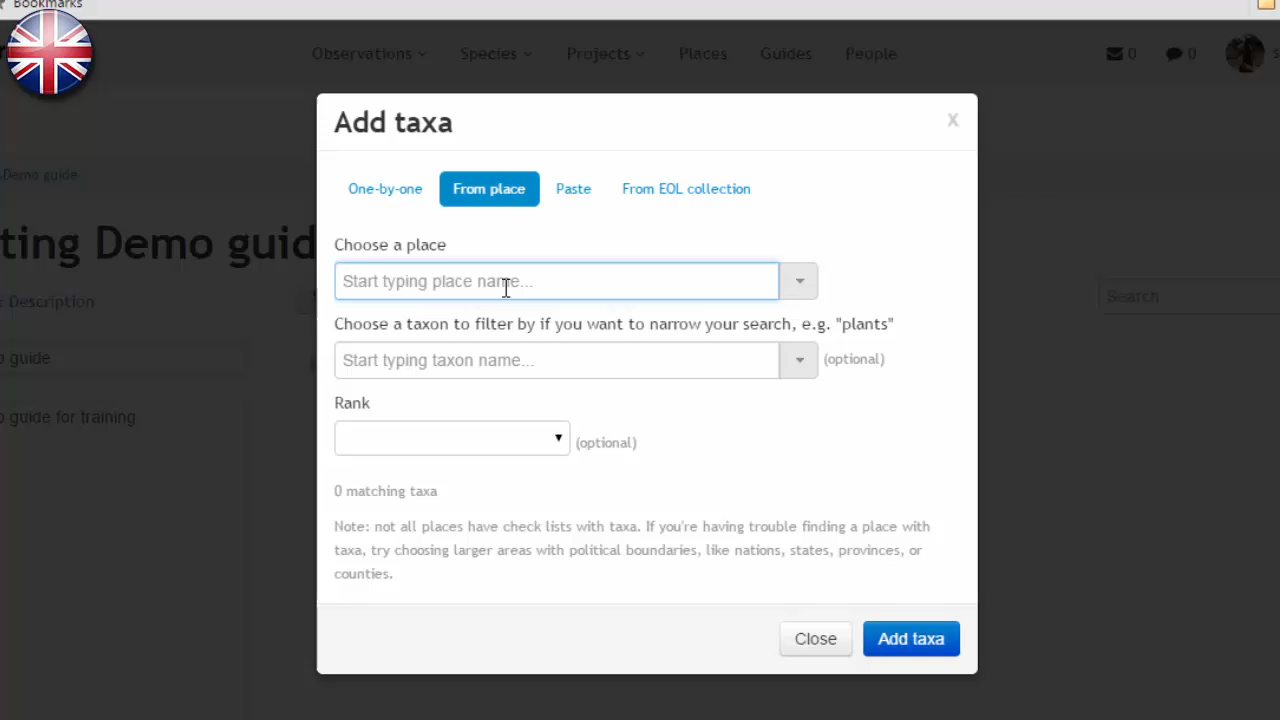 Bookmarks
Observations Species Projects Places Guides People 0 0
Add taxa x
Demo guide
One-by-one From place Paste From EOL collection
ting Demo guid
Choose a place
Start typing place name...
Description
Search
Choose a taxon to filter by if you want to narrow your search, e.g. "plants"
guide
Start typing taxon name... (optional)
Rank
guide for training
(optional)
0 matching taxa
Note: not all places have check lists with taxa. If you're having trouble finding a place with
taxa, try choosing larger areas with political boundaries, like nations, states, provinces, or
counties.
Close Add taxa